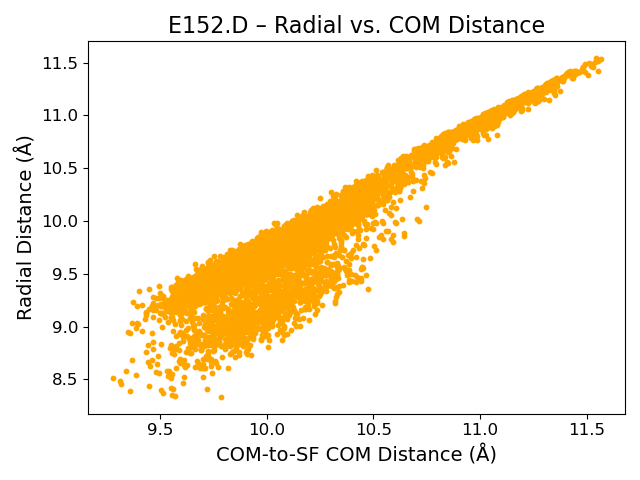 E152.D – Radial vs. COM Distance
Radial Distance (Å)
11.5
11.0
10.5
10.0
9.5
9.0
8.5
9.5 10.0 10.5 11.0 11.5
COM-to-SF COM Distance (Å)